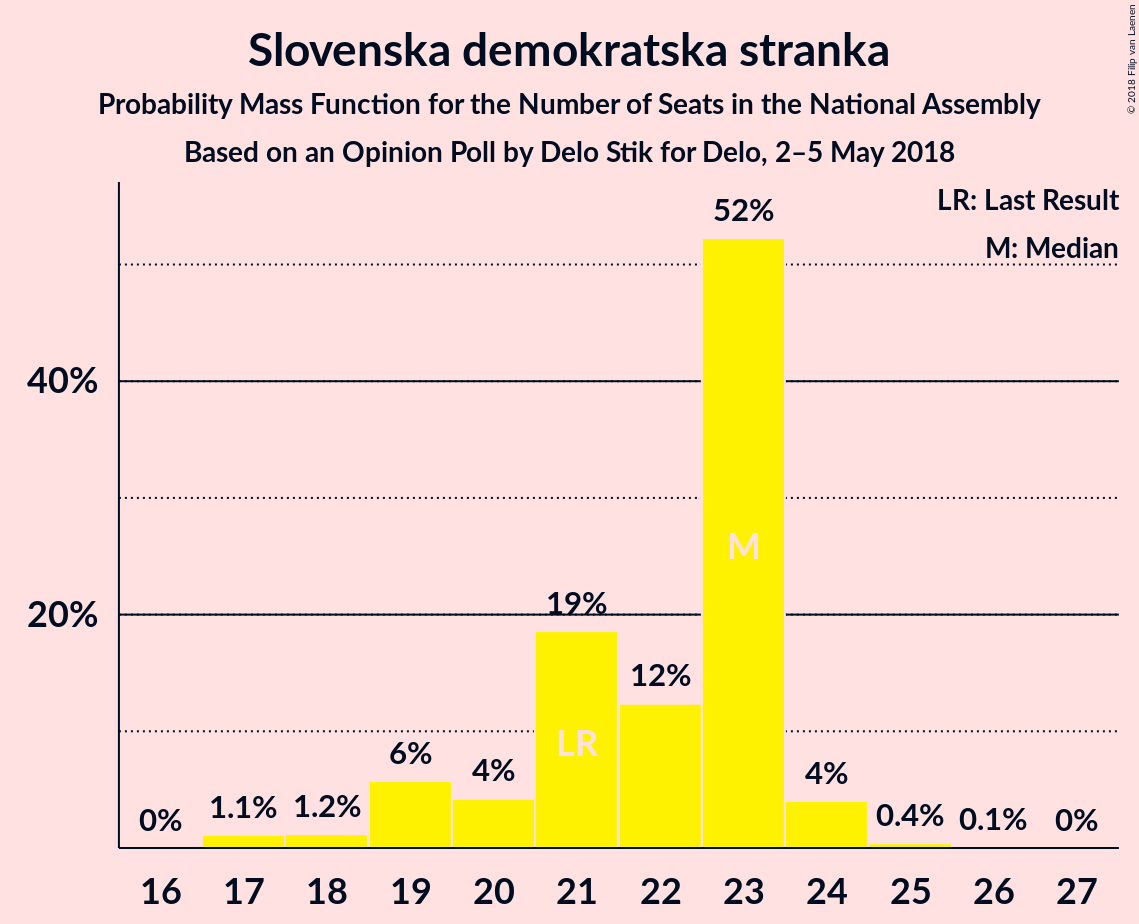 Slovenska demokratska stranka
Probability Mass Function for the Number of Seats in the National Assembly
Based on an Opinion Poll by Delo Stik for Delo, 2–5 May 2018
© 2018 Filip van Laenen
LR: Last Result
M: Median
40%
20%
0%
1.1%
1.2%
6%
4%
19%
12%
52%
4%
0.4%
0.1%
0%
LR
M
16 17 18 19 20 21 22 23 24 25 26 27